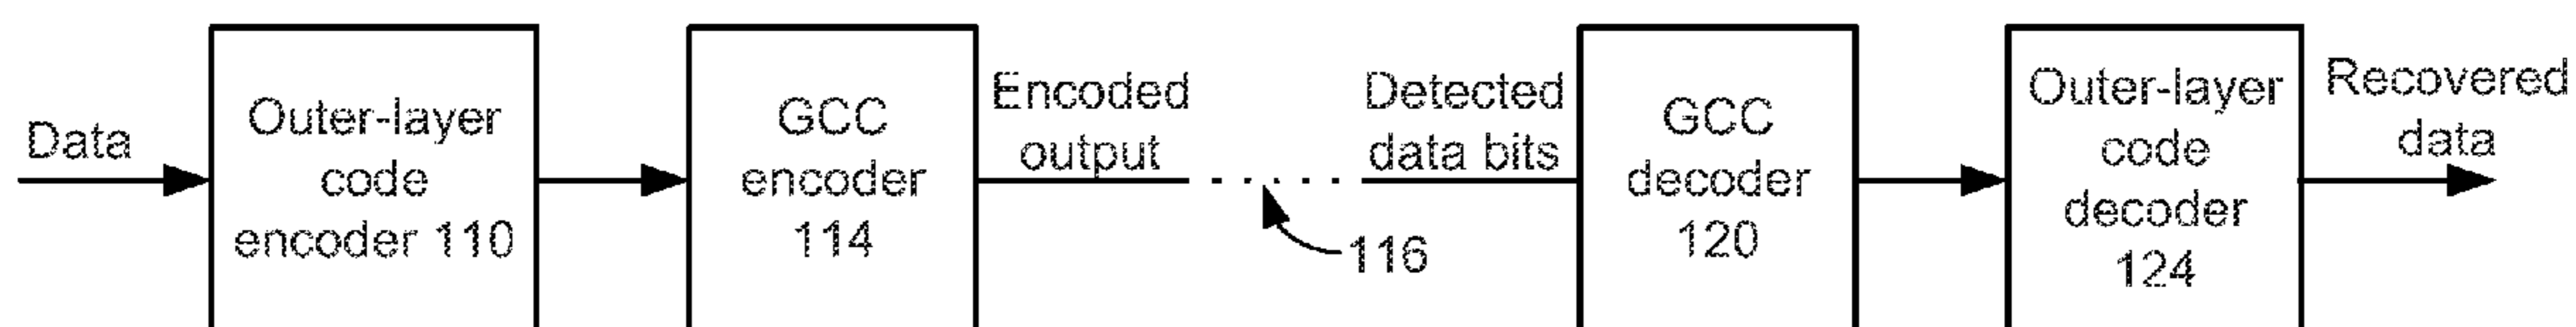 Data
Outer-layer
code
encoder 110
GCC
encoder
114
Encoded
output
116
Detected
data bits
GCC
decoder
120
Outer-layer
code
decoder
124
Recovered
data